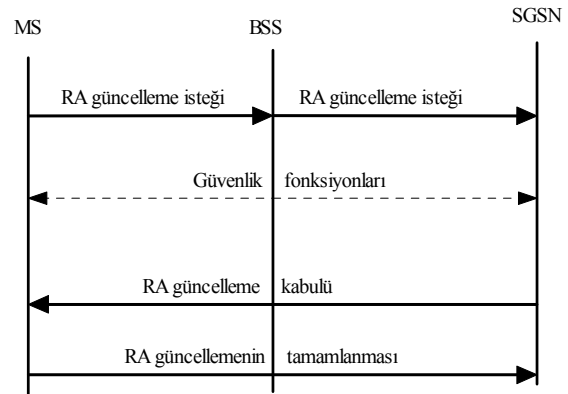 MS BSS SGSN
RA güncelleme isteği RA güncelleme isteği
Güvenlik fonksiyonları
RA güncelleme kabulü
RA güncellemenin tamamlanması